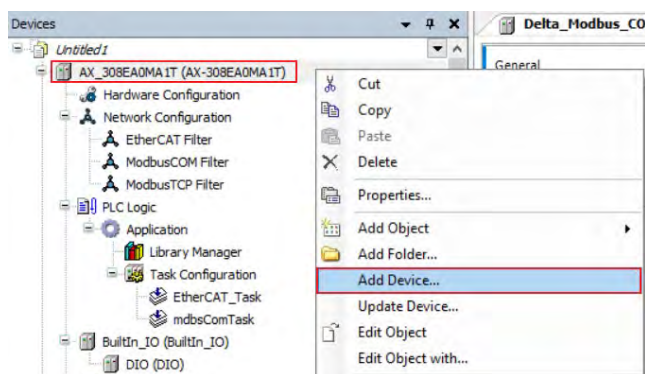 Devices
Untitled1
AX_308EA0MA1T (AX-308EA0MA1T)
Hardware Configuration
Network Configuration
EtherCAT Filter
ModbusCOM Filter
ModbusTCP Filter
PLC Logic
Application
Library Manager
Task Configuration
EtherCAT_Task
mdbsComTask
BuiltIn_IO (BuiltIn_IO)
DIO (DIO)
Delta_Modbus_CO
General
Cut
Copy
Paste
Delete
Properties...
Add Object
Add Folder...
Add Device...
Update Device...
Edit Object
Edit Object with...